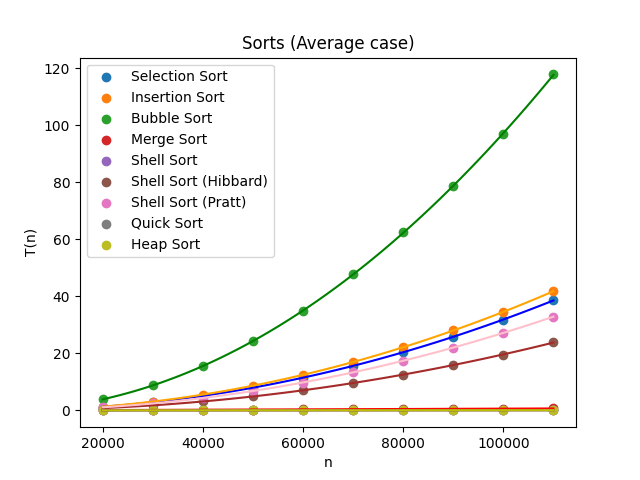 Sorts (Average case)
120
100
80
60
40
20
0
T(n)
Selection Sort
Insertion Sort
Bubble Sort
Merge Sort
Shell Sort
Shell Sort (Hibbard)
Shell Sort (Pratt)
Quick Sort
Heap Sort
20000 40000 60000 80000 100000
n